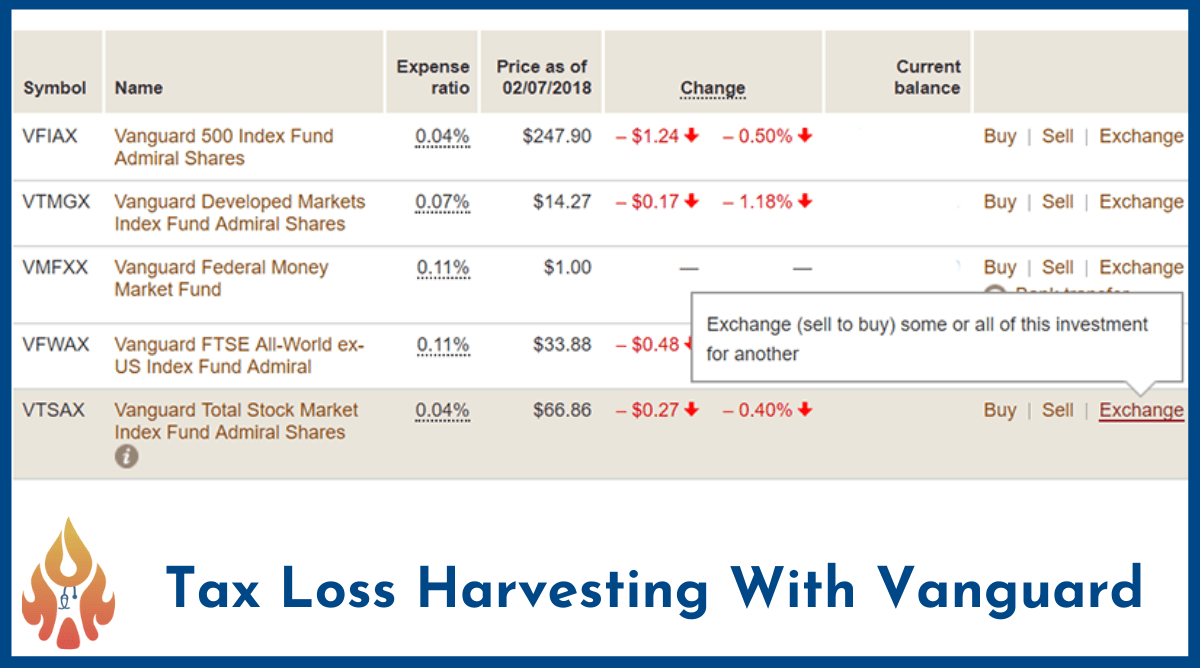 Symbol Name Expense ratio Price as of 02/07/2018 Change Current balance
VFIAX Vanguard 500 Index Fund 0.04% $247.90 – $1.24 – 0.50% Buy | Sell | Exchange
Admiral Shares
VTMGX Vanguard Developed Markets 0.07% $14.27 – $0.17 – 1.18% Buy | Sell | Exchange
Index Fund Admiral Shares
VMFXX Vanguard Federal Money 0.11% $1.00 — — Buy | Sell | Exchange
Market Fund
Exchange (sell to buy) some or all of this investment
for another
VFWAX Vanguard FTSE All-World ex- 0.11% $33.88 – $0.48
US Index Fund Admiral
VTSAX Vanguard Total Stock Market 0.04% $66.86 – $0.27 – 0.40% Buy | Sell | Exchange
Index Fund Admiral Shares
i
Tax Loss Harvesting With Vanguard